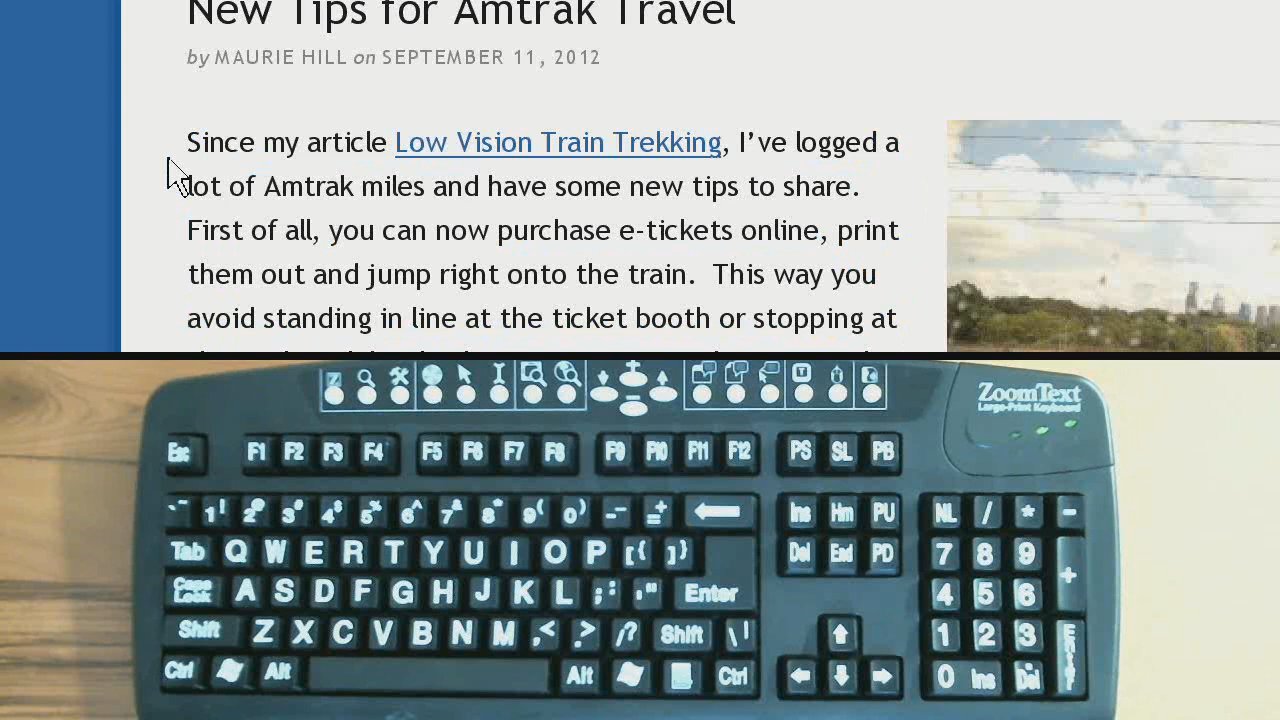 New Tips for Amtrak Travel
by MAURIE HILL on SEPTEMBER 11, 2012
Since my article Low Vision Train Trekking, I've logged a
lot of Amtrak miles and have some new tips to share.
First of all, you can now purchase e-tickets online, print
them out and jump right onto the train. This way you
avoid standing in line at the ticket booth or stopping at
ZoomText
Large-Print Keyboard
Esc F1 F2 F3 F4 F5 F6 F7 F8 F9 F10 F11 F12 PS SL PB
` ~ 1 ! 2 @ 3 # 4 $ 5 % 6 ^ 7 & 8 * 9 ( 0 ) - _ = + Ins Hm PU NL / * -
Tab Q W E R T Y U I O P [ { ] } Del End PD 7 8 9 +
Caps Lock A S D F G H J K L ; : ' " Enter 4 5 6
Shift Z X C V B N M , < . > / ? Shift \ | 1 2 3 Enter
Ctrl Alt Alt Ctrl 0 Ins . Del